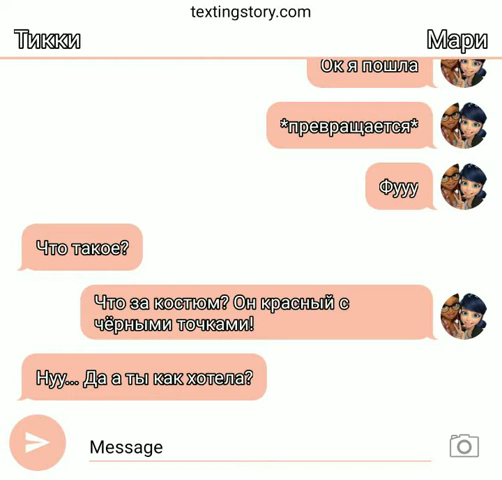 textingstory.com
Тикки
Мари
Ок я пошла
*превращается*
Фууу
Что такое?
Что за костюм? Он красный с
чёрными точками!
Нуу... Да а ты как хотела?
Message